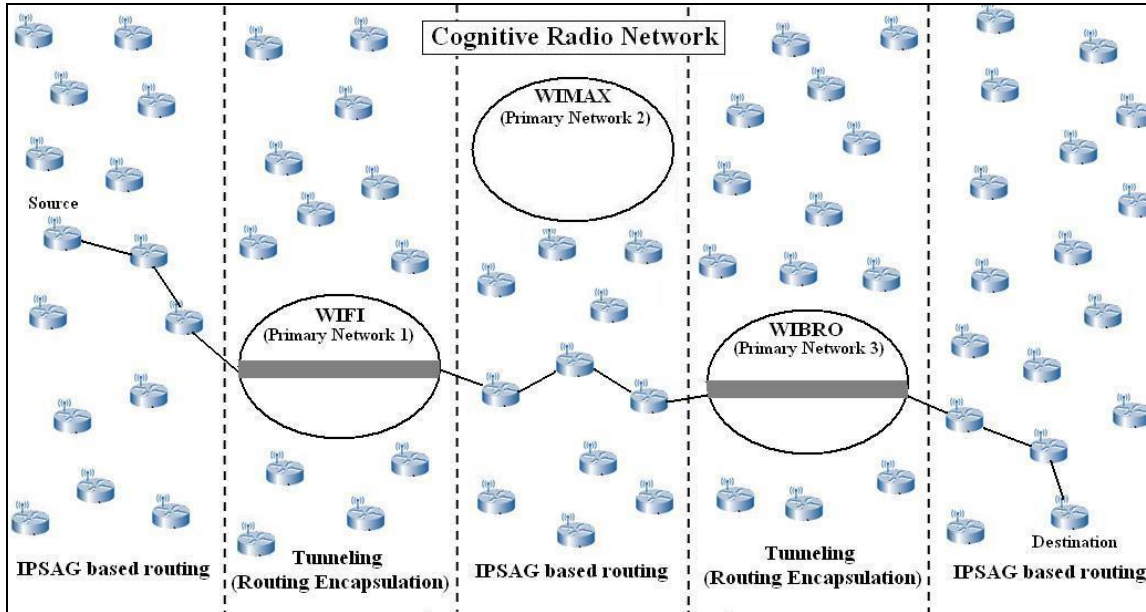 Cognitive Radio Network
WIMAX
(Primary Network 2)
Source
WIFI
(Primary Network 1)
WIBRO
(Primary Network 3)
Destination
IPSAG based routing
Tunneling
(Routing Encapsulation)
IPSAG based routing
Tunneling
(Routing Encapsulation)
IPSAG based routing